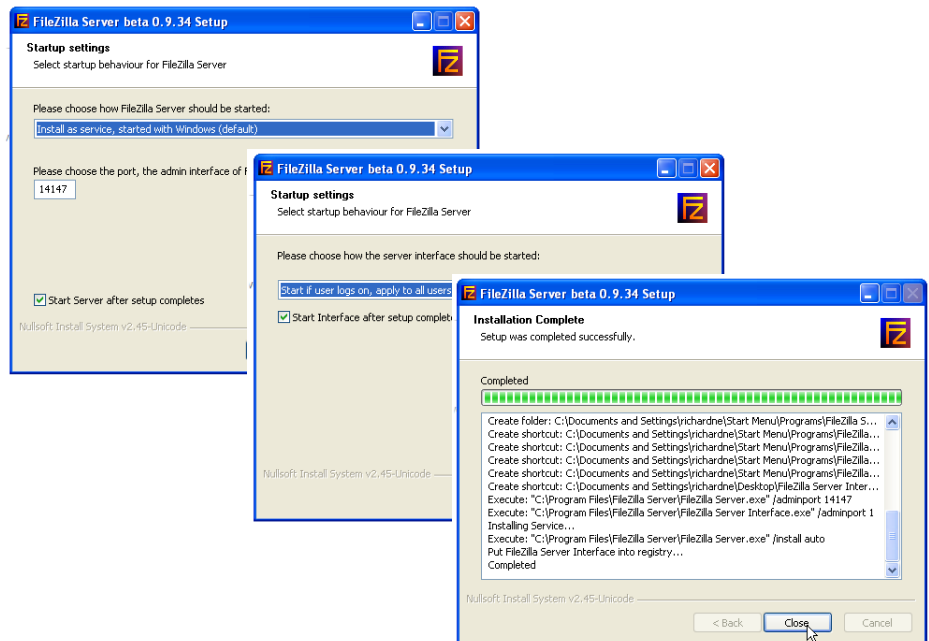 FileZilla Server beta 0.9.34 Setup
Startup settings
Select startup behaviour for FileZilla Server
Please choose how FileZilla Server should be started:
Install as service, started with Windows (default)
Please choose the port, the admin interface of
14147
Start Server after setup completes
Nullsoft Install System v2.45-Unicode
FileZilla Server beta 0.9.34 Setup
Startup settings
Select startup behaviour for FileZilla Server
Please choose how the server interface should be started:
Start if user logs on, apply to all users
Start Interface after setup complet
Nullsoft Install System v2.45-Unicode
FileZilla Server beta 0.9.34 Setup
Installation Complete
Setup was completed successfully.
Completed
Create folder: C:\Documents and Settings\richardne\Start Menu\Programs\FileZilla S...
Create shortcut: C:\Documents and Settings\richardne\Start Menu\Programs\FileZilla...
Create shortcut: C:\Documents and Settings\richardne\Start Menu\Programs\FileZilla...
Create shortcut: C:\Documents and Settings\richardne\Start Menu\Programs\FileZilla...
Create shortcut: C:\Documents and Settings\richardne\Start Menu\Programs\FileZilla...
Create shortcut: C:\Documents and Settings\richardne\Desktop\FileZilla Server Inter...
Execute: "C:\Program Files\FileZilla Server\FileZilla Server.exe" /adminport 14147
Execute: "C:\Program Files\FileZilla Server\FileZilla Server Interface.exe" /adminport 1
Installing Service...
Execute: "C:\Program Files\FileZilla Server\FileZilla Server.exe" /install auto
Put FileZilla Server Interface into registry...
Completed
Nullsoft Install System v2.45-Unicode
< Back
Close
Cancel